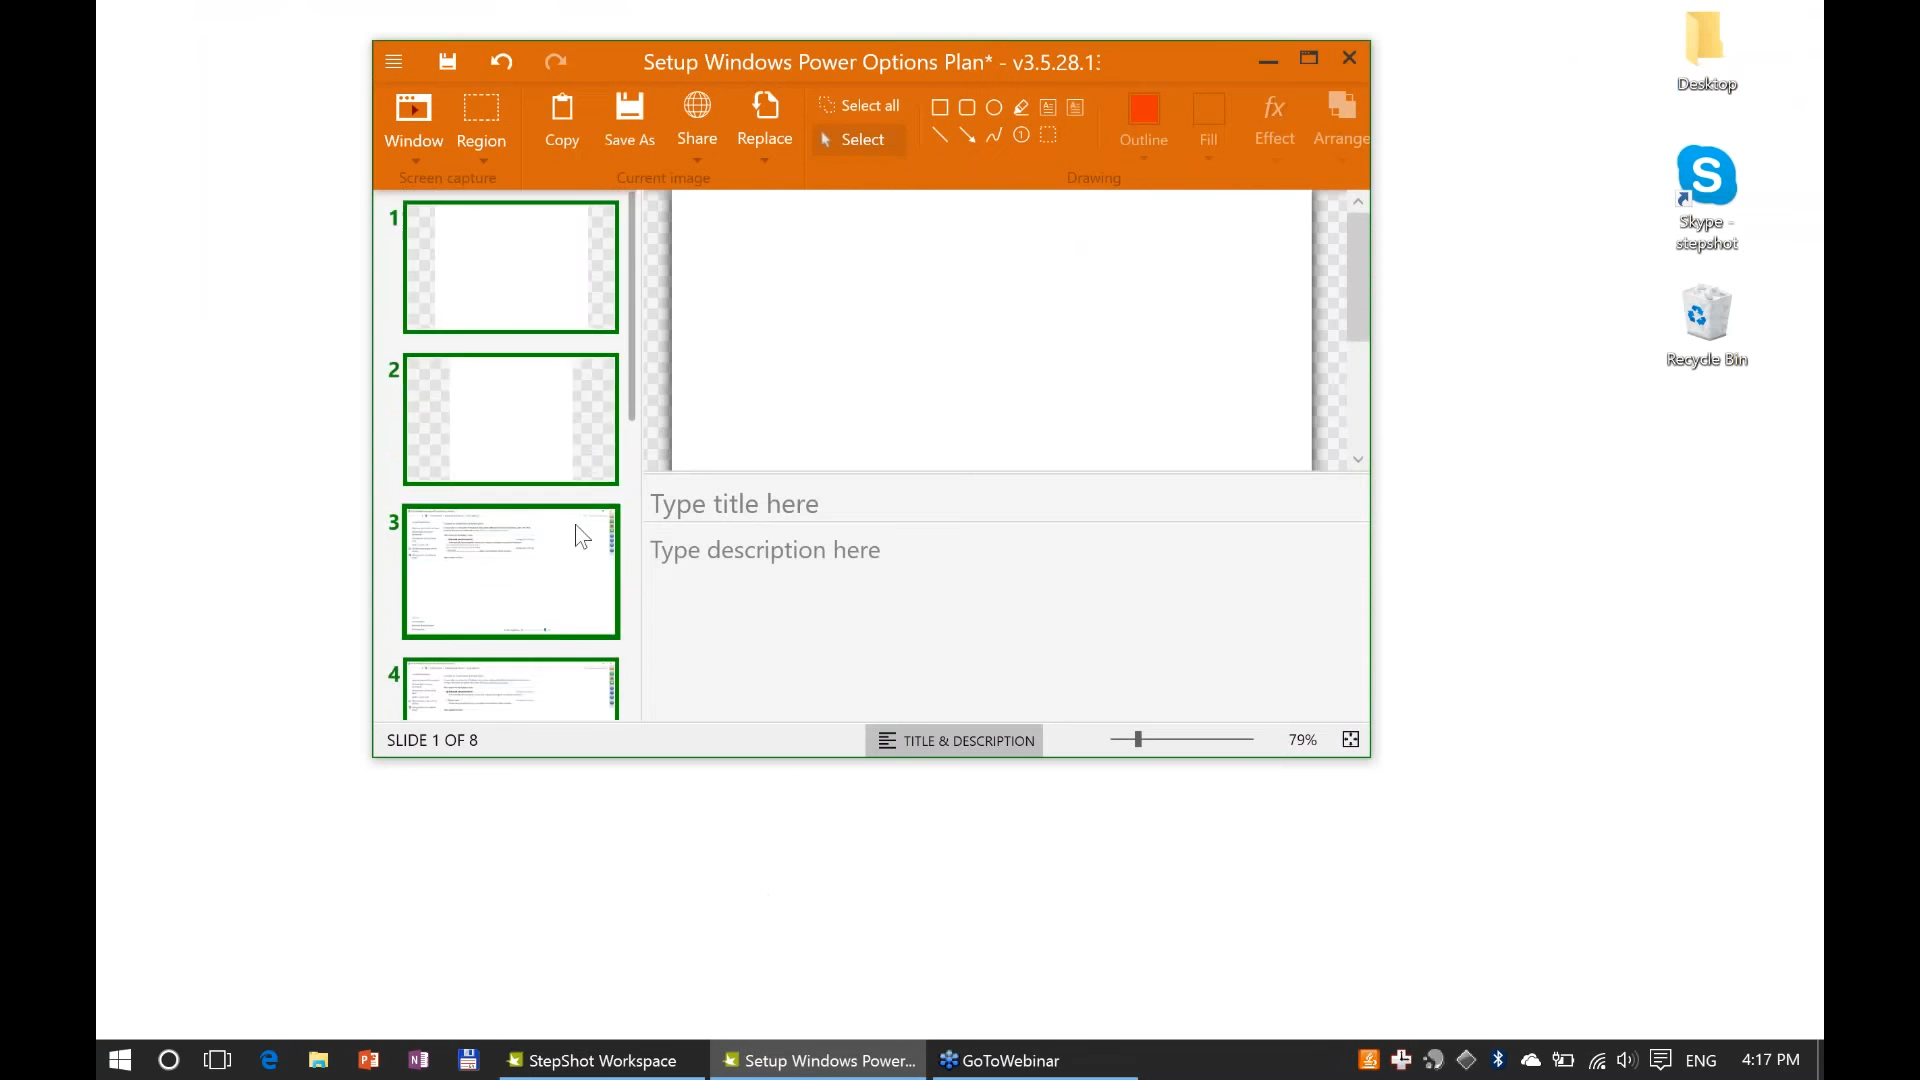 Setup Windows Power Options Plan* - v3.5.28.1
Window
Region
Copy
Save As
Share
Replace
Select all
Select
Outline
Fill
fx
Effect
Arrange
Screen capture
Current image
Drawing
1
2
3
4
Type title here
Type description here
SLIDE 1 OF 8
TITLE & DESCRIPTION
79%
Desktop
Skype -
stepshot
Recycle Bin
StepShot Workspace
Setup Windows Power...
GoToWebinar
ENG
4:17 PM